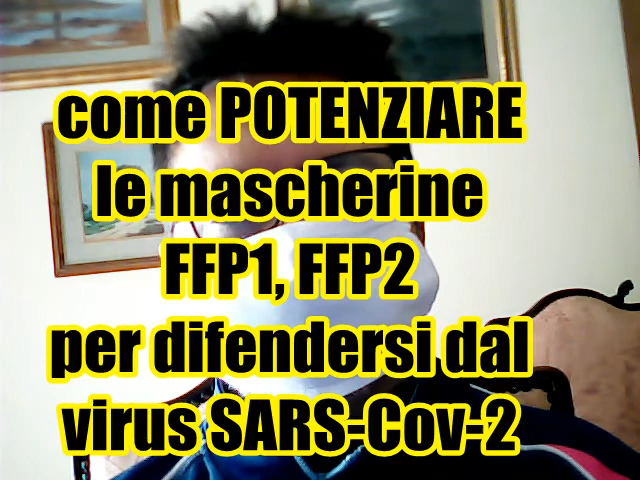 come POTENZIARE
le mascherine
FFP1, FFP2
per difendersi dal
virus SARS-Cov-2